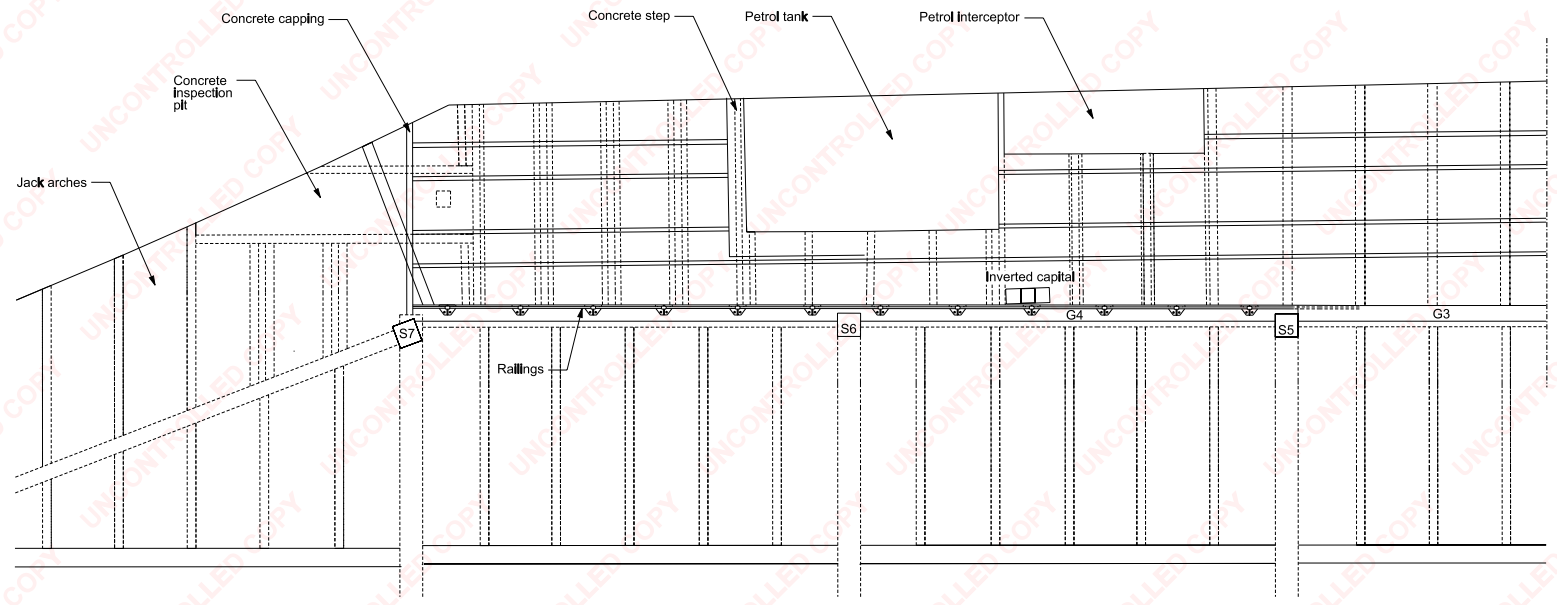 Concrete capping
Concrete step
Petrol tank
Petrol interceptor
Concrete
inspection
pit
Jack arches
Inverted capital
G4
G3
S7
S6
S5
Railings
UNCONTROLLED COPY